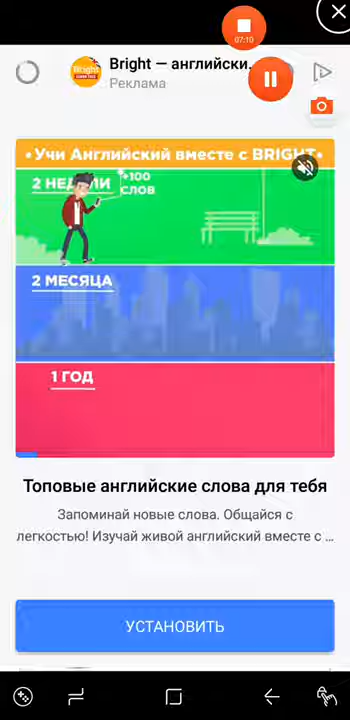 07:10
Bright — английски...
Реклама
Bright
•Учи Английский вместе с BRIGHT•
2 НЕДЕЛИ
+100
СЛОВ
2 МЕСЯЦА
1 ГОД
Топовые английские слова для тебя
Запоминай новые слова. Общайся с
легкостью! Изучай живой английский вместе с ...
УСТАНОВИТЬ